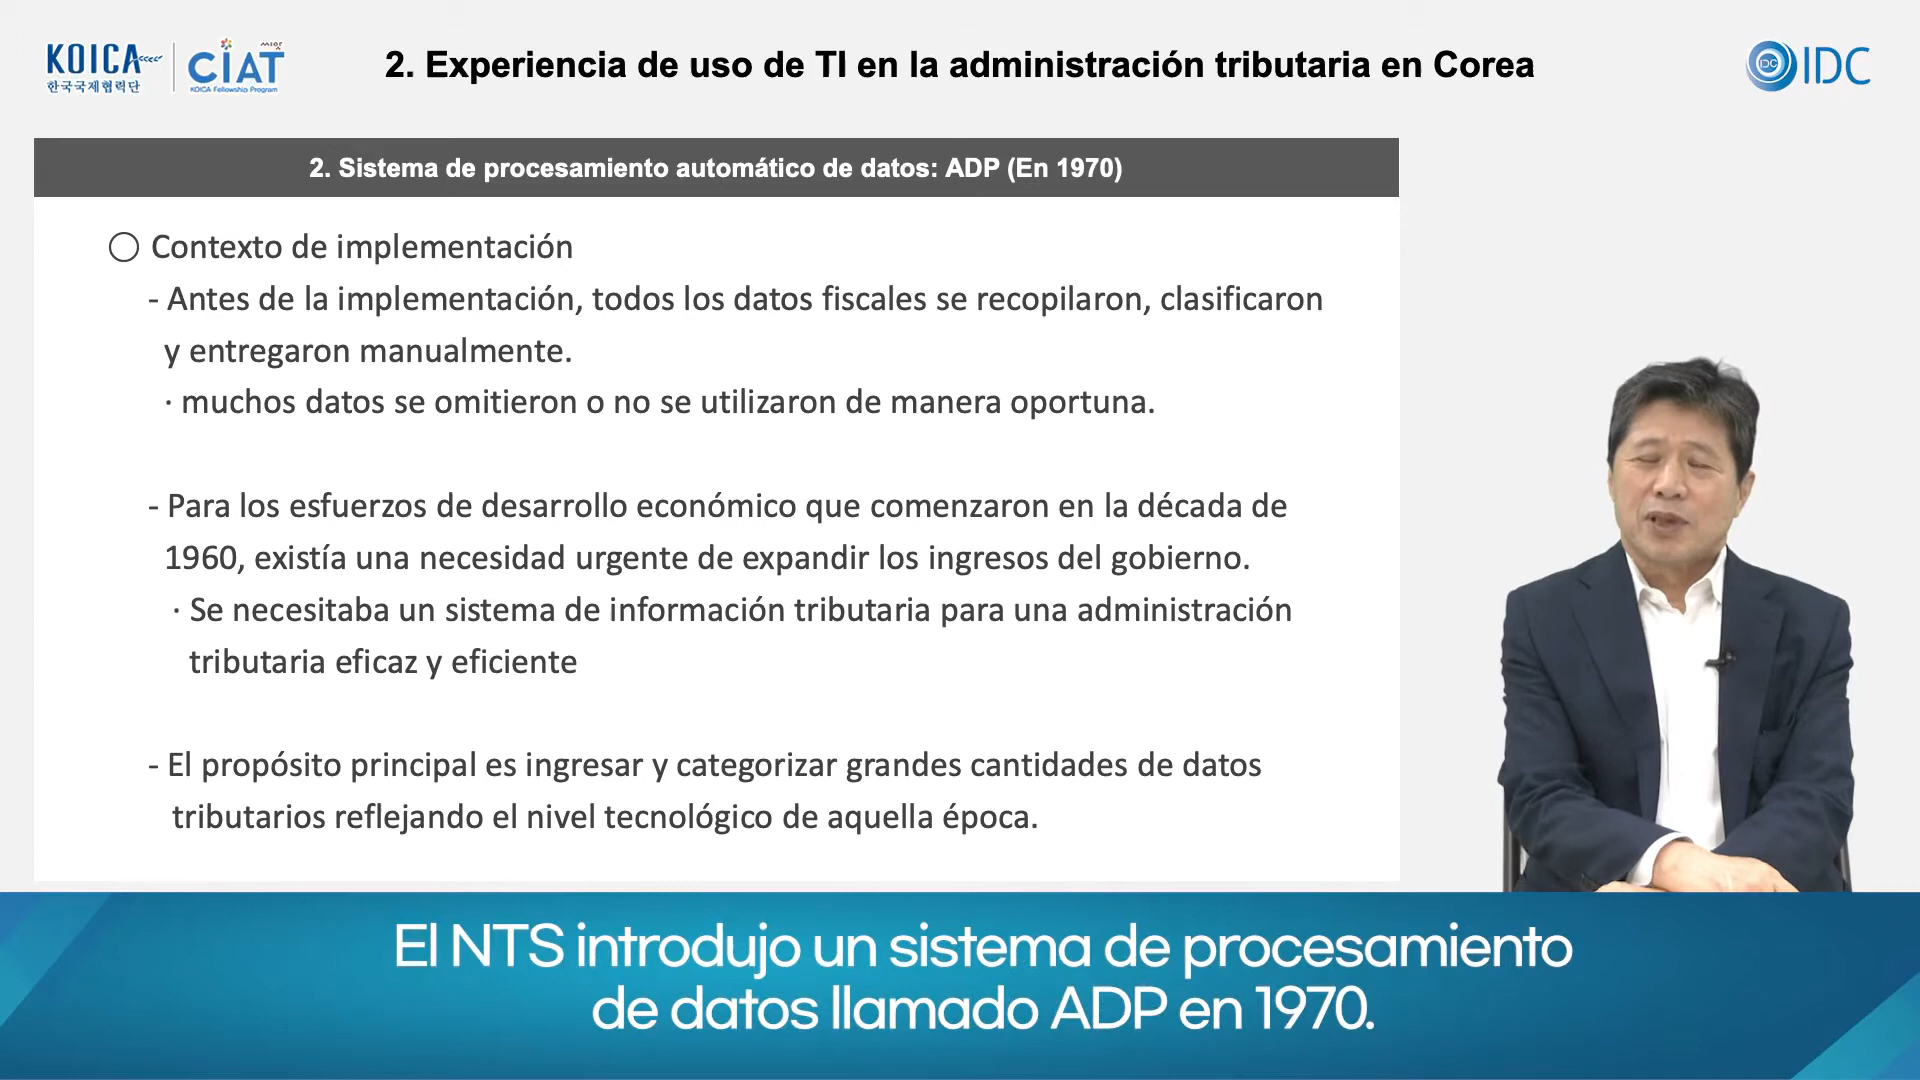 KOICA
한국국제협력단
CIAT
KOICA Fellowship Program
2. Experiencia de uso de TI en la administración tributaria en Corea
IDC
2. Sistema de procesamiento automático de datos: ADP (En 1970)
○ Contexto de implementación
- Antes de la implementación, todos los datos fiscales se recopilaron, clasificaron
y entregaron manualmente.
· muchos datos se omitieron o no se utilizaron de manera oportuna.
- Para los esfuerzos de desarrollo económico que comenzaron en la década de
1960, existía una necesidad urgente de expandir los ingresos del gobierno.
· Se necesitaba un sistema de información tributaria para una administración
tributaria eficaz y eficiente
- El propósito principal es ingresar y categorizar grandes cantidades de datos
tributarios reflejando el nivel tecnológico de aquella época.
El NTS introdujo un sistema de procesamiento
de datos llamado ADP en 1970.